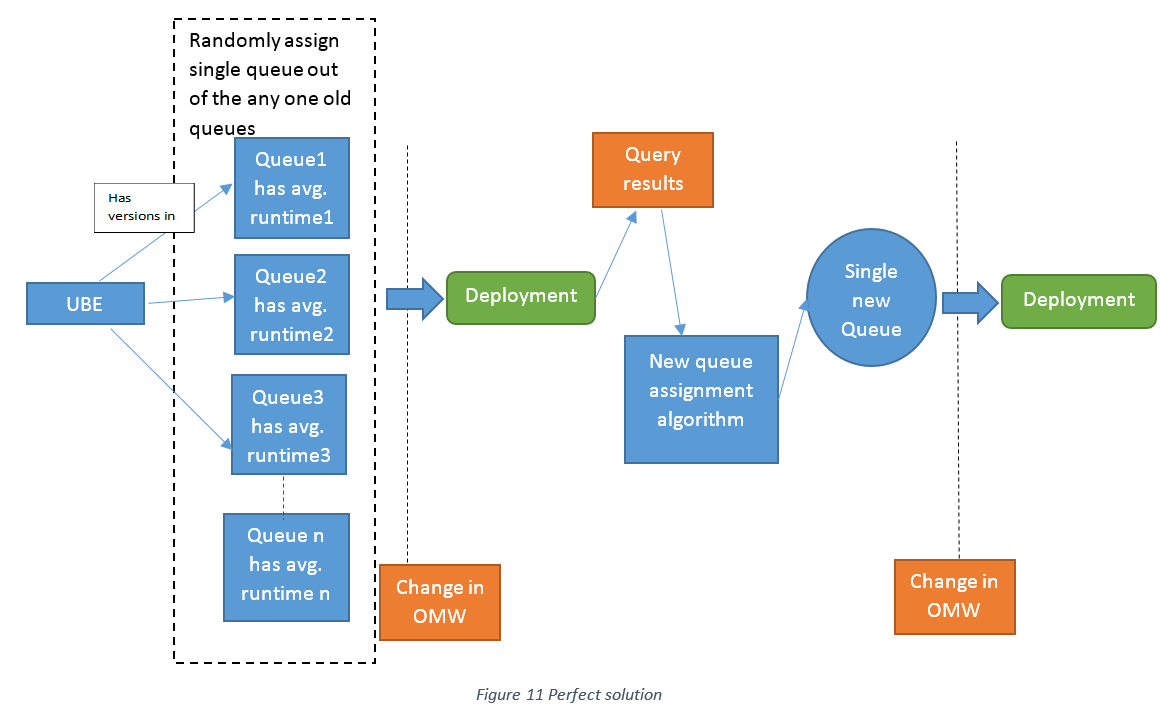 Randomly assign
single queue out
of the any one old
queues
Queue1
has avg.
runtime1
Has
versions in
UBE
Queue2
has avg.
runtime2
Queue3
has avg.
runtime3
Queue n
has avg.
runtime n
Change in
OMW
Deployment
Query
results
New queue
assignment
algorithm
Single
new
Queue
Deployment
Change in
OMW
Figure 11 Perfect solution